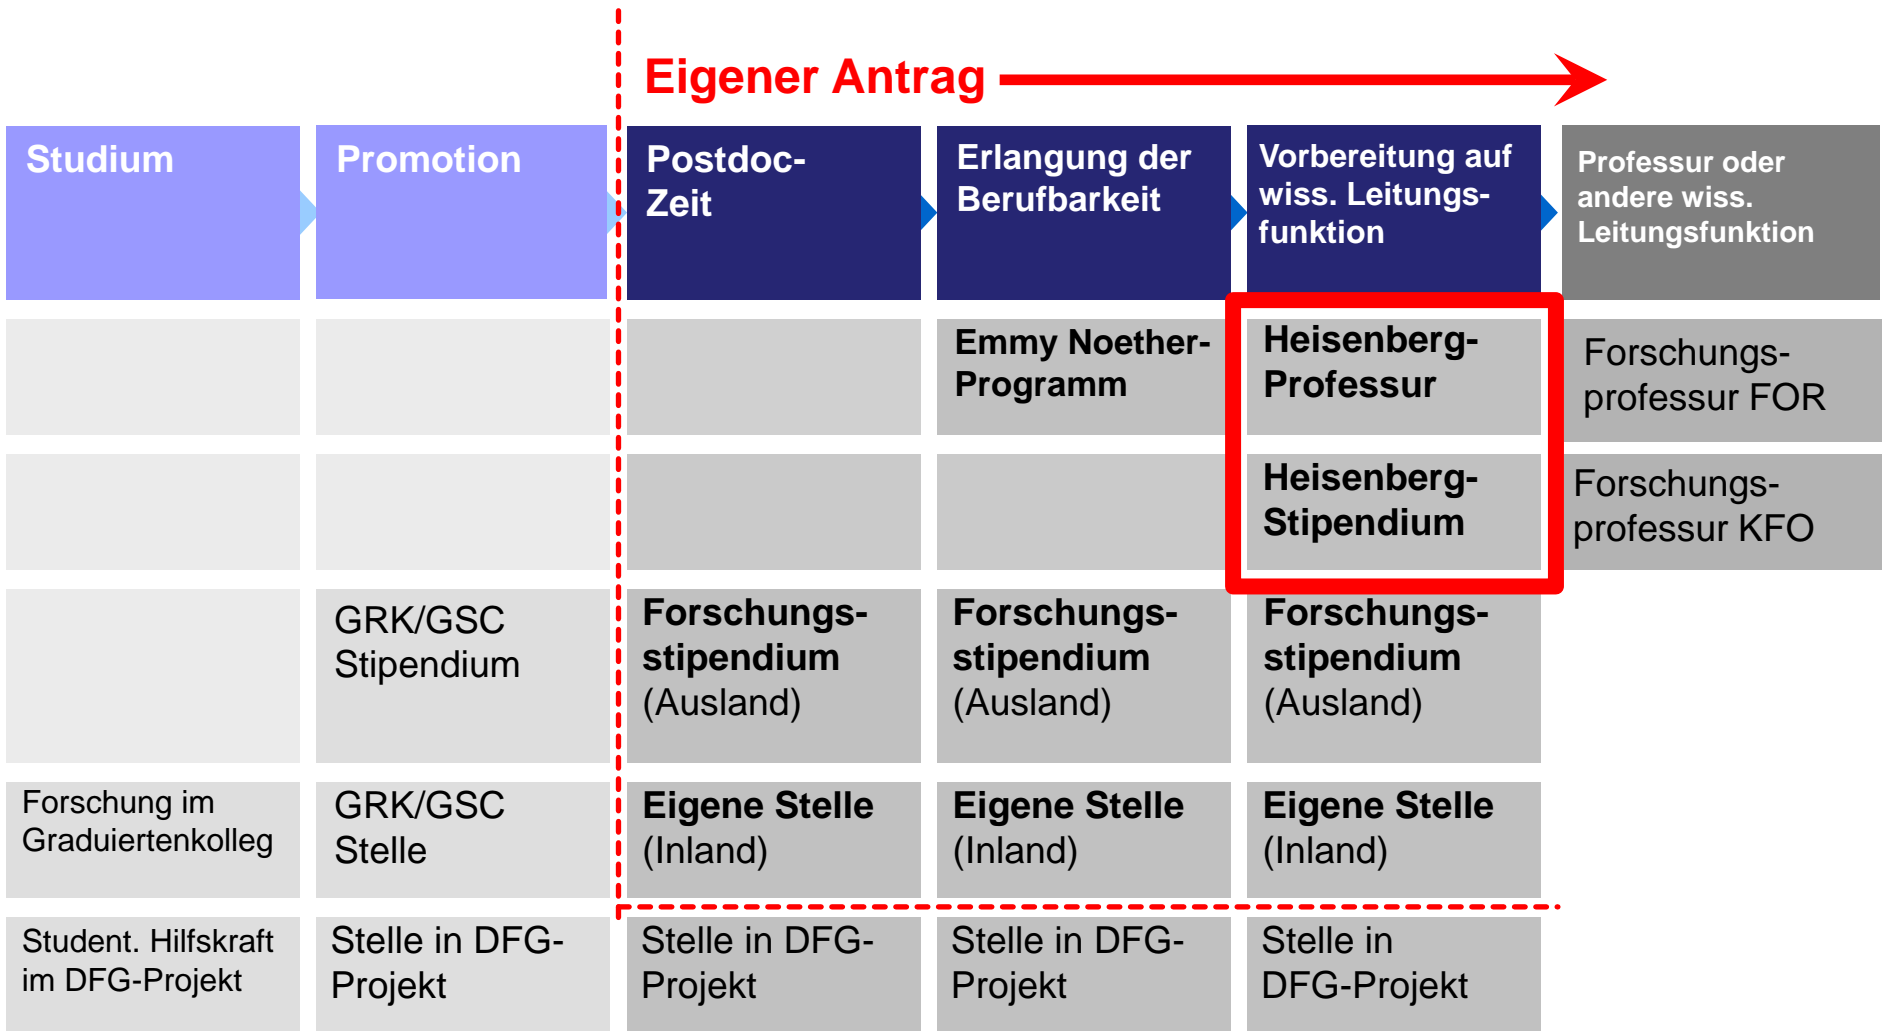 Eigener Antrag
Studium
Promotion
Postdoc-
Zeit
Erlangung der
Berufbarkeit
Vorbereitung auf
wiss. Leitungs-
funktion
Professur oder
andere wiss.
Leitungsfunktion
Emmy Noether-
Programm
Heisenberg-
Professur
Forschungs-
professur FOR
Heisenberg-
Stipendium
Forschungs-
professur KFO
GRK/GSC
Stipendium
Forschungs-
stipendium
(Ausland)
Forschungs-
stipendium
(Ausland)
Forschungs-
stipendium
(Ausland)
Forschung im
Graduiertenkolleg
GRK/GSC
Stelle
Eigene Stelle
(Inland)
Eigene Stelle
(Inland)
Eigene Stelle
(Inland)
Student. Hilfskraft
im DFG-Projekt
Stelle in DFG-
Projekt
Stelle in DFG-
Projekt
Stelle in DFG-
Projekt
Stelle in
DFG-Projekt